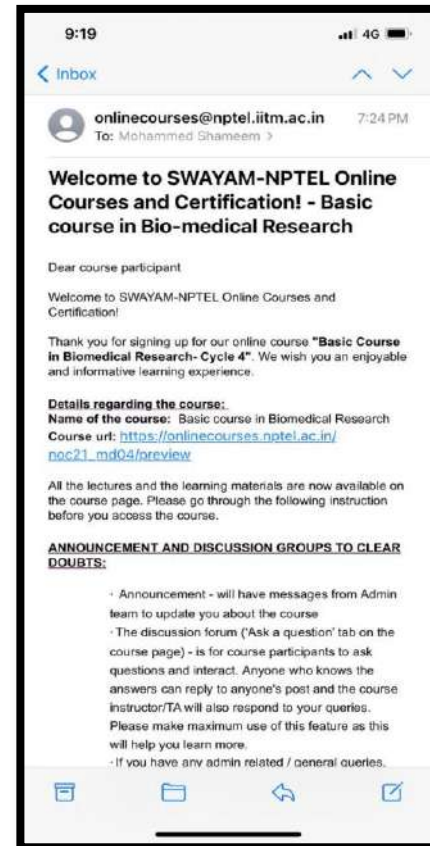 9:19
4G
Inbox
onlinecourses@nptel.iitm.ac.in 7:24 PM
To: Mohammed Shameem >
Welcome to SWAYAM-NPTEL Online
Courses and Certification! - Basic
course in Bio-medical Research
Dear course participant
Welcome to SWAYAM-NPTEL Online Courses and
Certification!
Thank you for signing up for our online course "Basic Course
in Biomedical Research- Cycle 4". We wish you an enjoyable
and informative learning experience.
Details regarding the course:
Name of the course: Basic course in Biomedical Research
Course url: https://onlinecourses.nptel.ac.in/
noc21_md04/preview
All the lectures and the learning materials are now available on
the course page. Please go through the following instruction
before you access the course.
ANNOUNCEMENT AND DISCUSSION GROUPS TO CLEAR
DOUBTS:
· Announcement - will have messages from Admin
team to update you about the course
· The discussion forum ('Ask a question' tab on the
course page) - is for course participants to ask
questions and interact. Anyone who knows the
answers can reply to anyone's post and the course
instructor/TA will also respond to your queries.
Please make maximum use of this feature as this
will help you learn more.
· If you have any admin related / general queries,